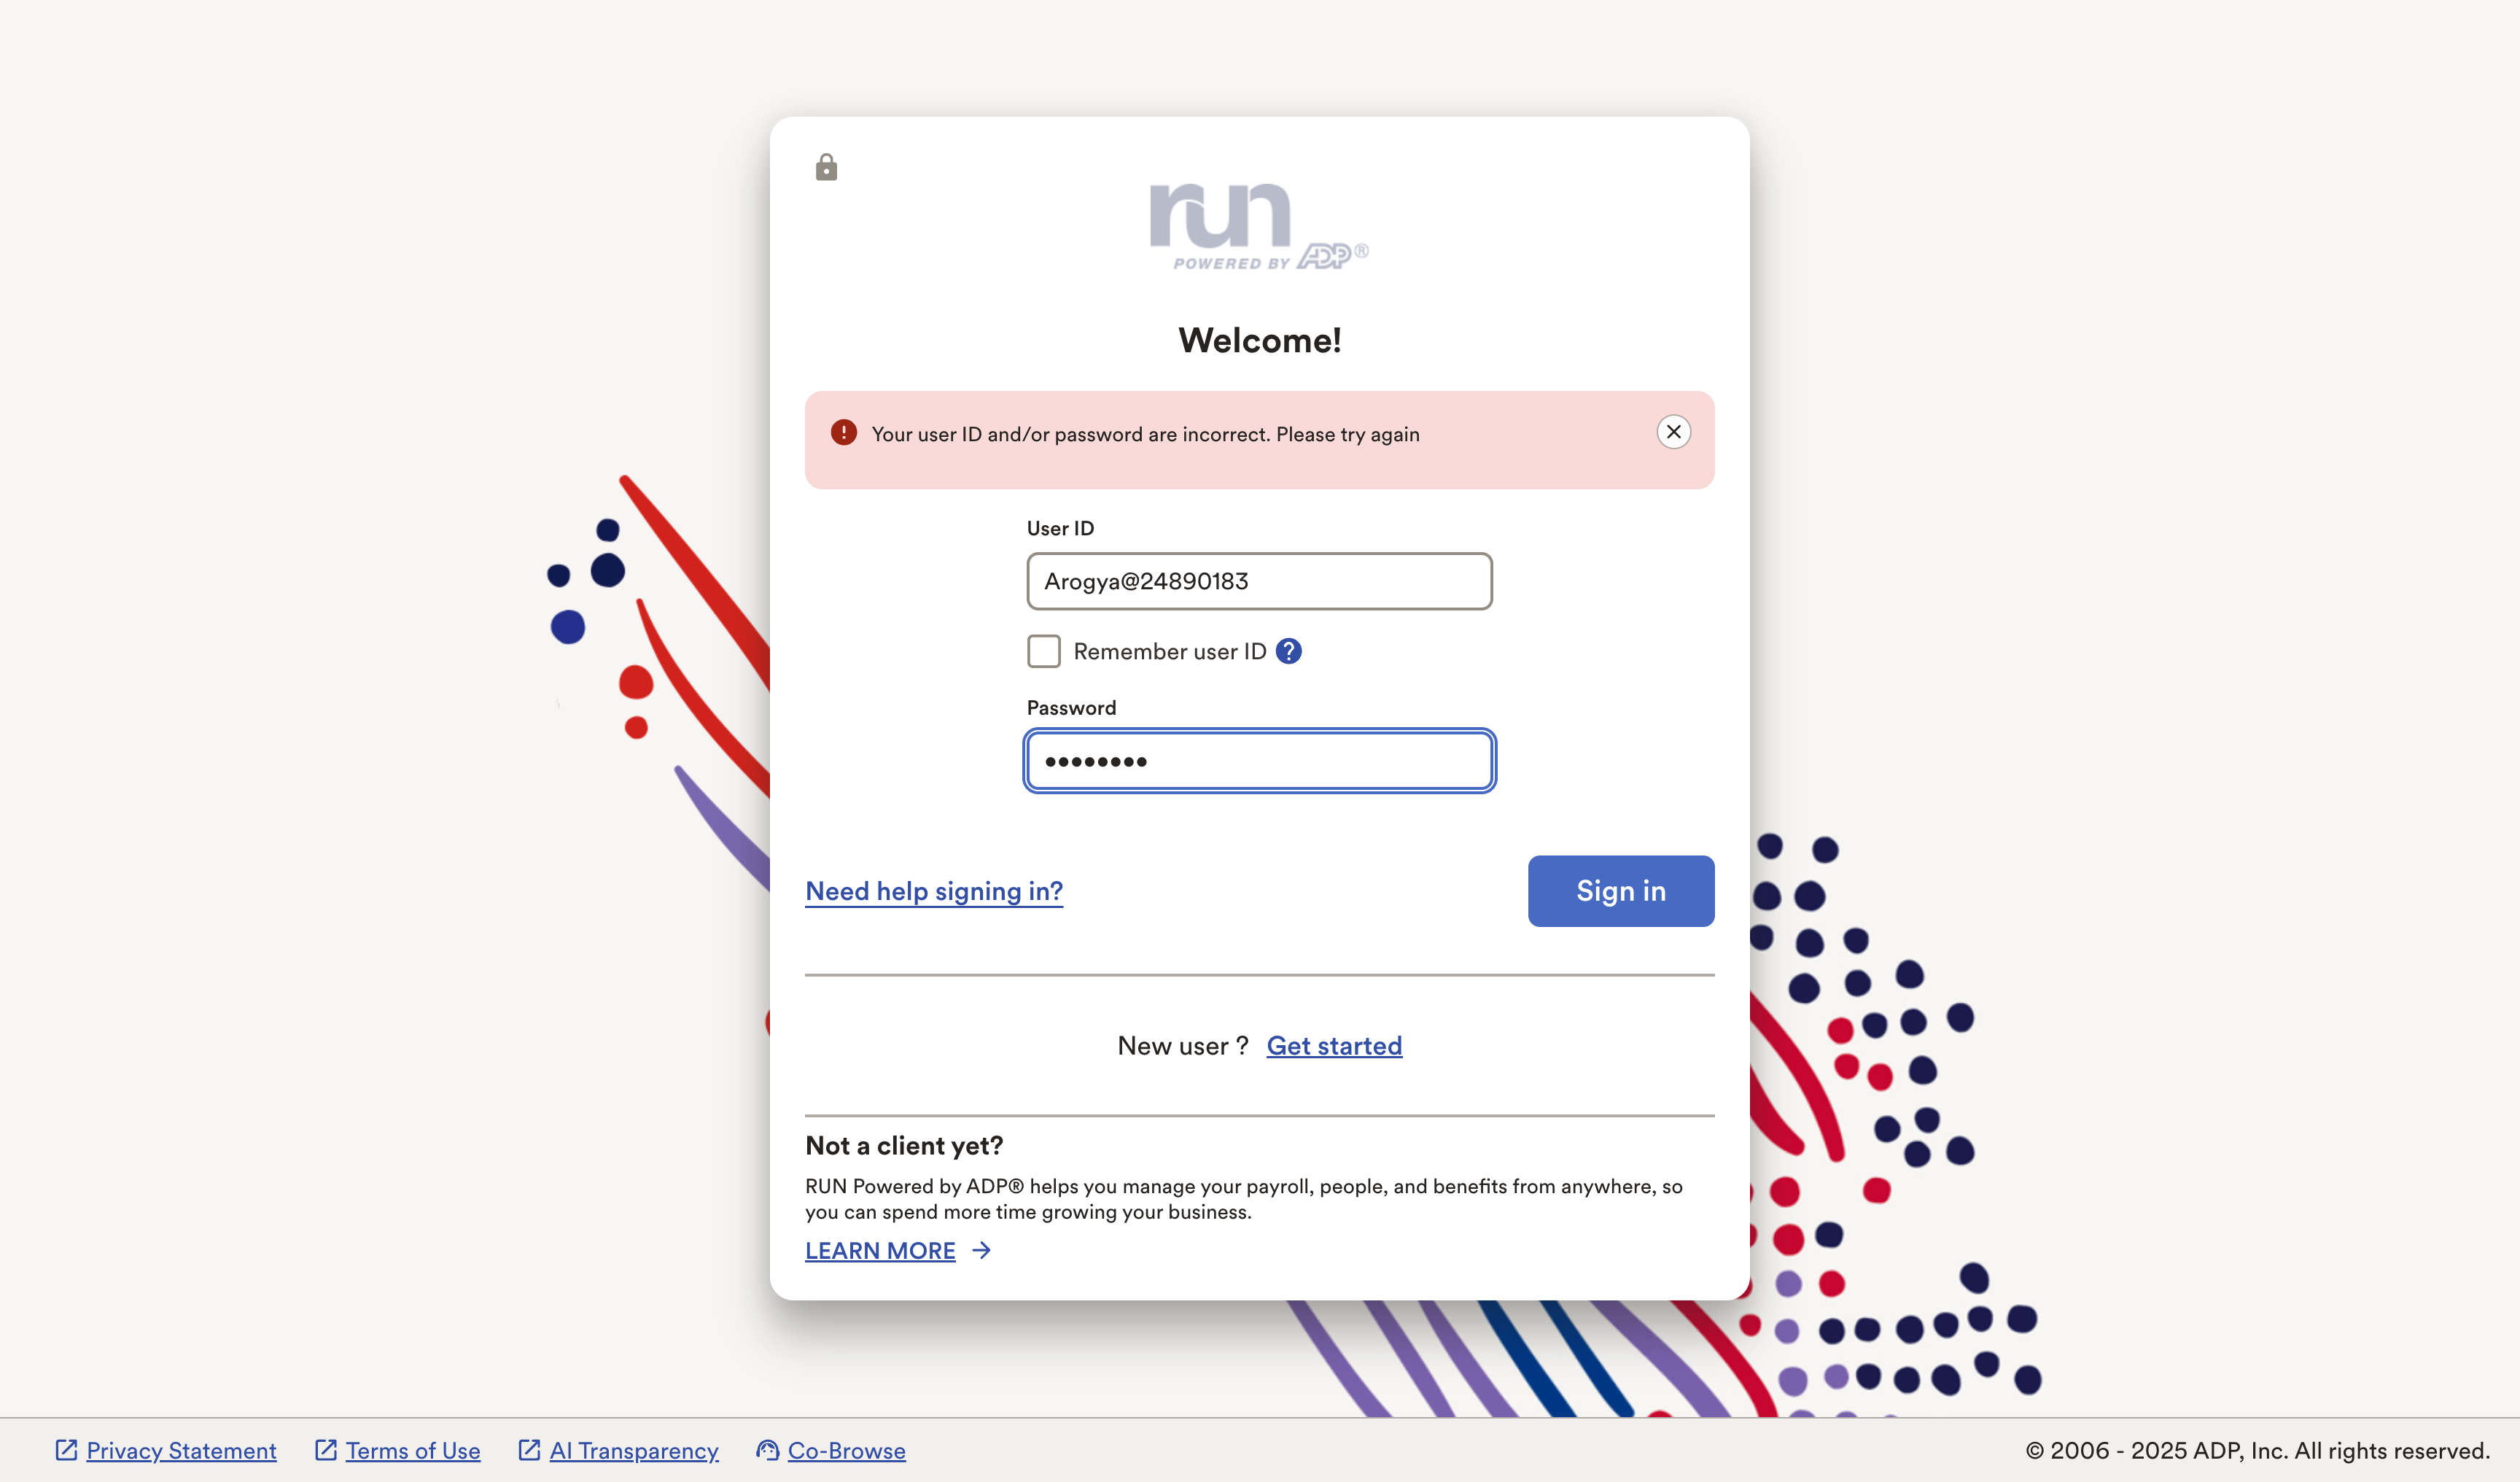 run
POWERED BY ADP®
Welcome!
Your user ID and/or password are incorrect. Please try again
User ID
Arogya@24890183
Remember user ID ?
Password
••••••••
Need help signing in?
Sign in
New user ? Get started
Not a client yet?
RUN Powered by ADP® helps you manage your payroll, people, and benefits from anywhere, so
you can spend more time growing your business.
LEARN MORE →
Privacy Statement Terms of Use AI Transparency Co-Browse © 2006 - 2025 ADP, Inc. All rights reserved.